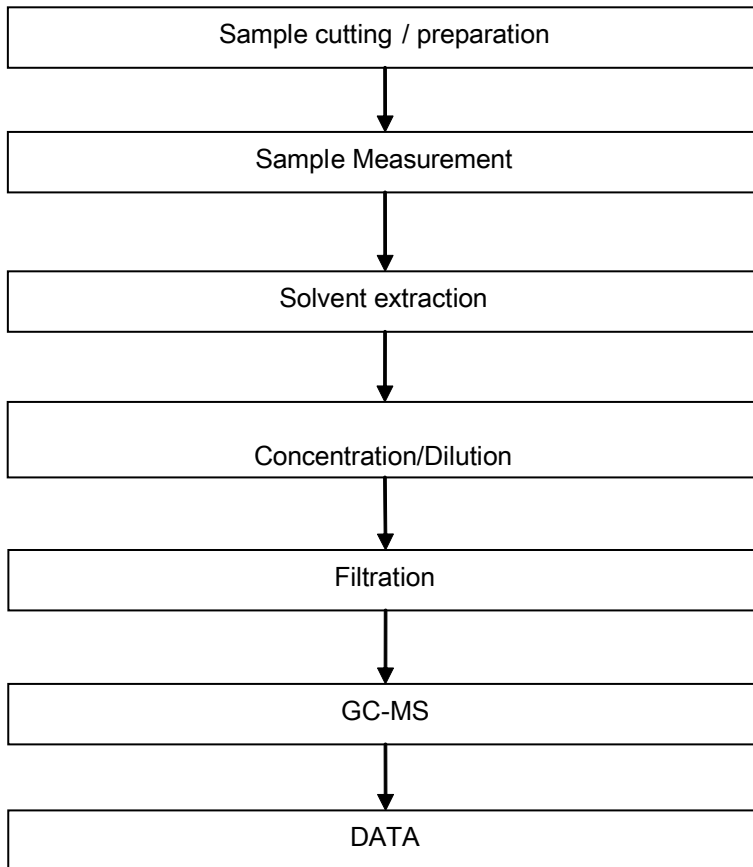 Sample cutting / preparation
Sample Measurement
Solvent extraction
Concentration/Dilution
Filtration
GC-MS
DATA